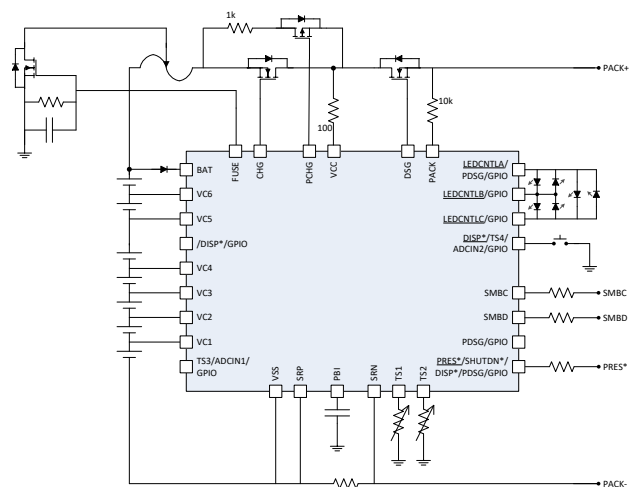 1k
PACK+
100
10k
FUSE
CHG
PCHG
VCC
DSG
PACK
BAT
VC6
VC5
/DISP*/GPIO
VC4
VC3
VC2
VC1
TS3/ADCIN1/
GPIO
LEDCNTLA/
PDSG/GPIO
LEDCNTLB/GPIO
LEDCNTLC/GPIO
DISP*/TS4/
ADCIN2/GPIO
SMBC
SMBC
SMBD
SMBD
PDSG/GPIO
PRES*/SHUTDN*/
DISP*/PDSG/GPIO
PRES*
VSS
SRP
PBI
SRN
TS1
TS2
PACK-